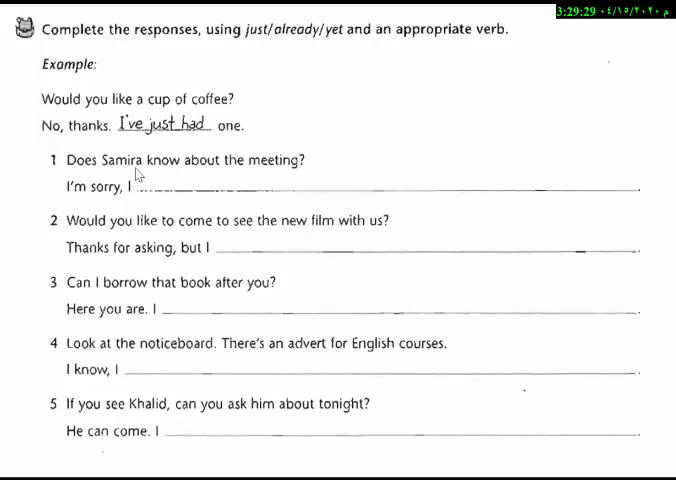 3:29:29 ٠٤/١٥/٢٠٢٠ م
Complete the responses, using just/already/yet and an appropriate verb.
Example:
Would you like a cup of coffee?
No, thanks. I've just had one.
1 Does Samira know about the meeting?
I'm sorry, I .
2 Would you like to come to see the new film with us?
Thanks for asking, but I .
3 Can I borrow that book after you?
Here you are. I .
4 Look at the noticeboard. There's an advert for English courses.
I know, I .
5 If you see Khalid, can you ask him about tonight?
He can come. I .